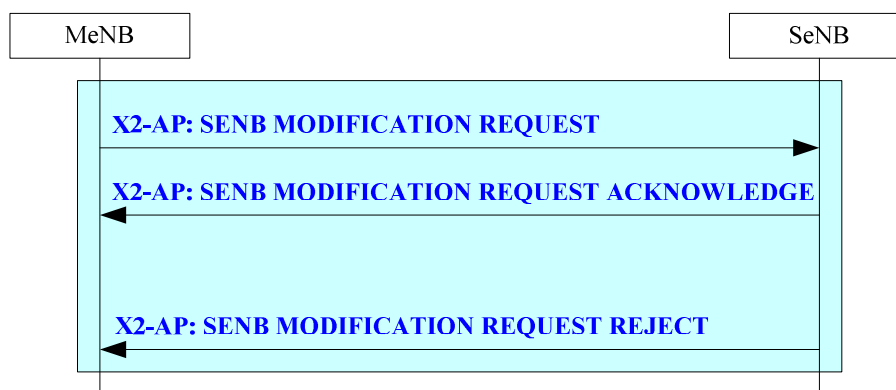 MeNB
SeNB
X2-AP: SENB MODIFICATION REQUEST
X2-AP: SENB MODIFICATION REQUEST ACKNOWLEDGE
X2-AP: SENB MODIFICATION REQUEST REJECT